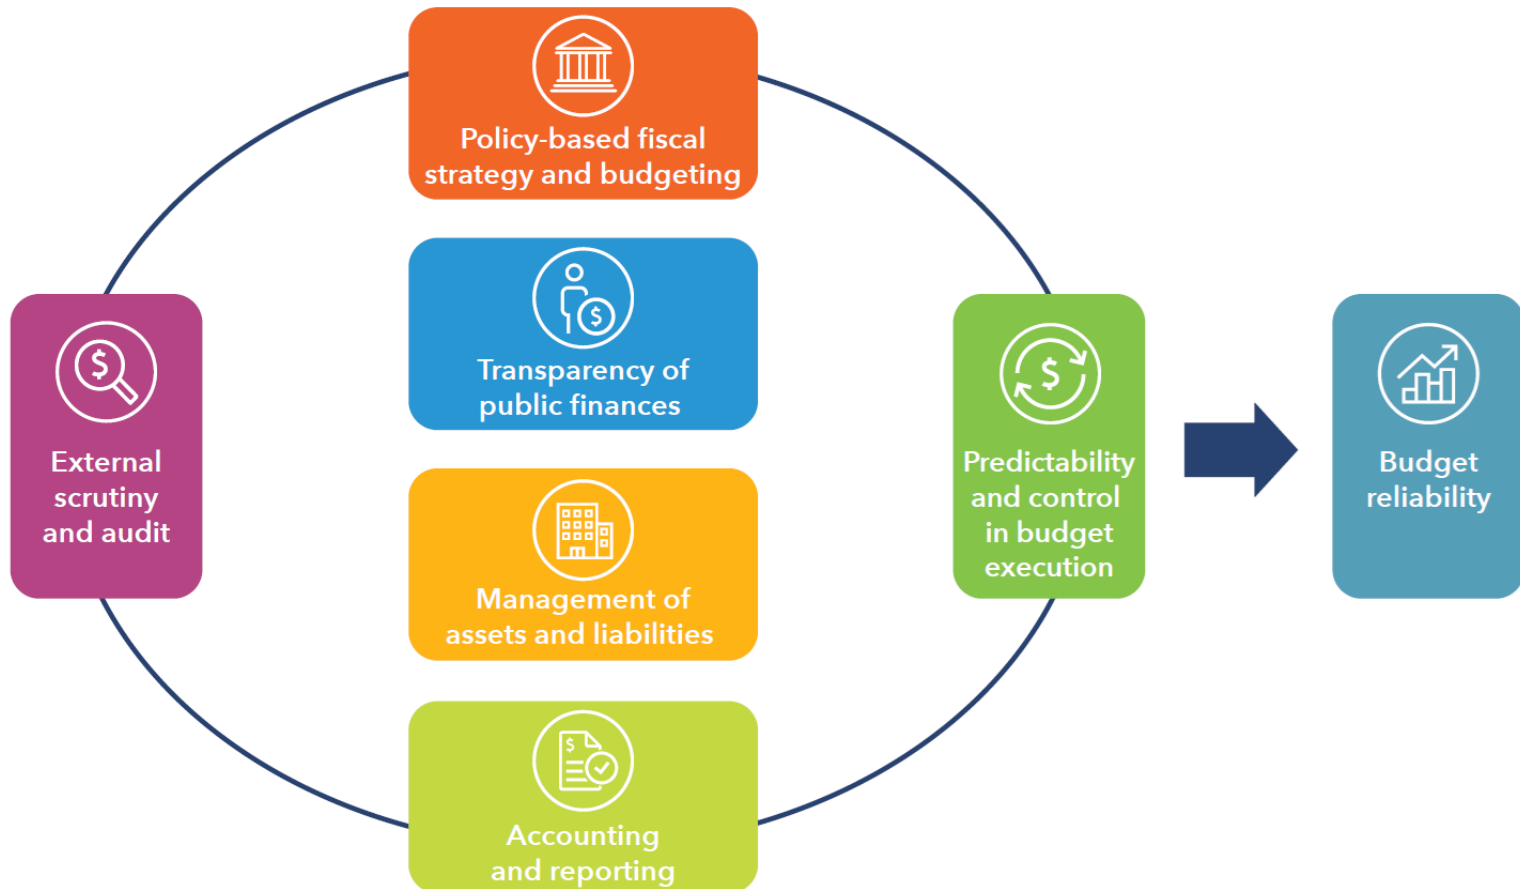 Policy-based fiscal
strategy and budgeting
Transparency of
public finances
Management of
assets and liabilities
Accounting
and reporting
External
scrutiny
and audit
Predictability
and control
in budget
execution
Budget
reliability
$
$
$
$